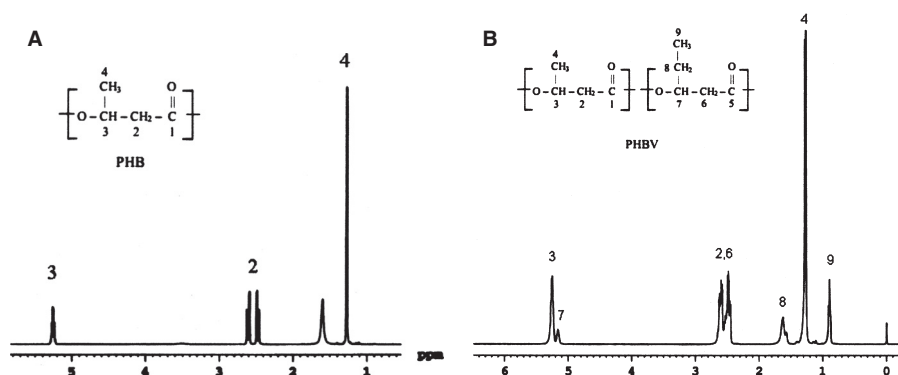 A
4
4
CH₃
O
O–CH–CH₂–C
3 2 1
PHB
3
2
5 4 3 2 1
ppm
B
4
9
CH₃
4
8 CH₂
CH₃
O
O
O–CH–CH₂–C
O–CH–CH₂–C
3 2 1
7 6 5
PHBV
3
7
2,6
8
9
6 5 4 3 2 1 0